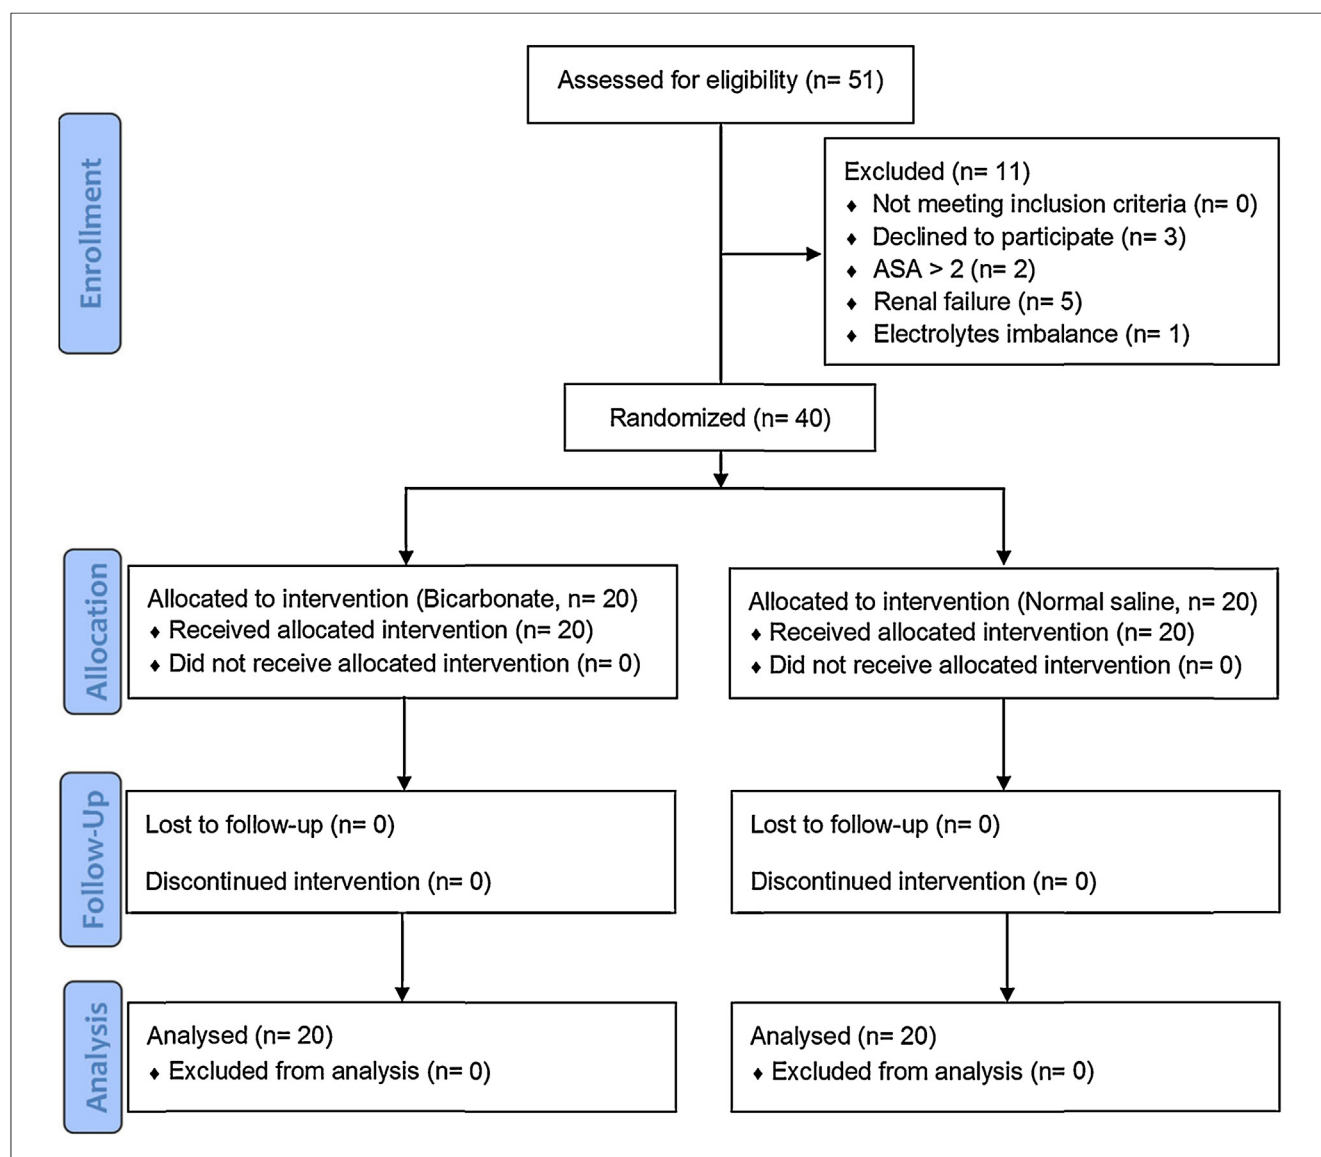 Assessed for eligibility (n= 51)
Enrollment
Excluded (n= 11)
♦ Not meeting inclusion criteria (n= 0)
♦ Declined to participate (n= 3)
♦ ASA > 2 (n= 2)
♦ Renal failure (n= 5)
♦ Electrolytes imbalance (n= 1)
Randomized (n= 40)
Allocation
Allocated to intervention (Bicarbonate, n= 20)
♦ Received allocated intervention (n= 20)
♦ Did not receive allocated intervention (n= 0)
Allocated to intervention (Normal saline, n= 20)
♦ Received allocated intervention (n= 20)
♦ Did not receive allocated intervention (n= 0)
Follow-Up
Lost to follow-up (n= 0)
Discontinued intervention (n= 0)
Lost to follow-up (n= 0)
Discontinued intervention (n= 0)
Analysis
Analysed (n= 20)
♦ Excluded from analysis (n= 0)
Analysed (n= 20)
♦ Excluded from analysis (n= 0)